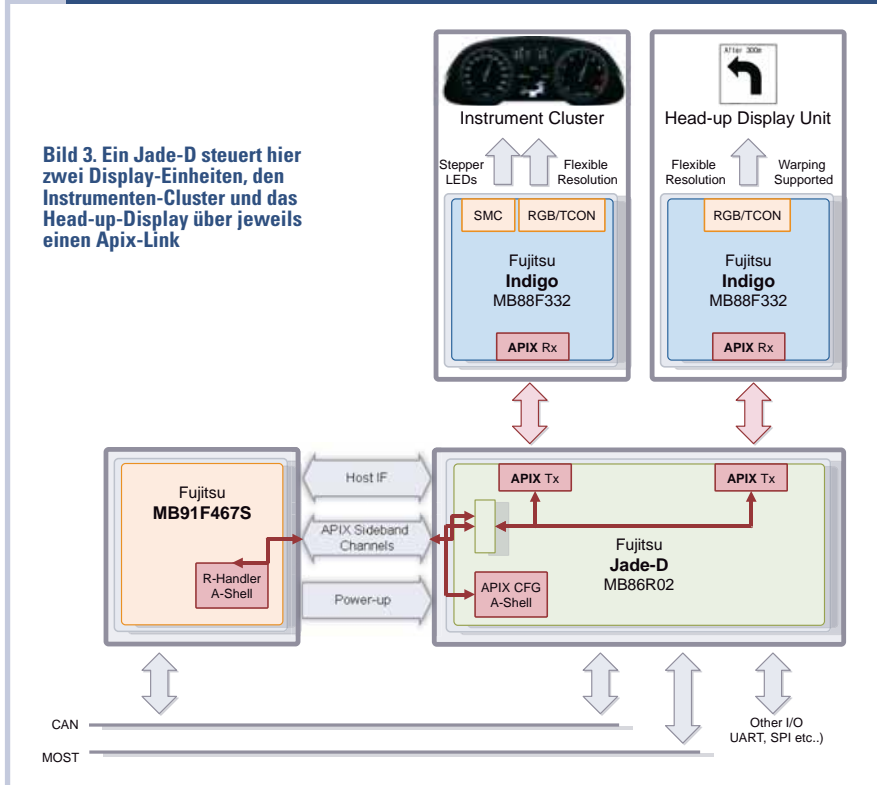 Bild 3. Ein Jade-D steuert hier
zwei Display-Einheiten, den
Instrumenten-Cluster und das
Head-up-Display über jeweils
einen Apix-Link
Instrument Cluster
After 300m
Head-up Display Unit
Stepper
LEDs
Flexible
Resolution
Flexible
Resolution
Warping
Supported
SMC
RGB/TCON
RGB/TCON
Fujitsu
Indigo
MB88F332
Fujitsu
Indigo
MB88F332
APIX Rx
APIX Rx
Fujitsu
MB91F467S
R-Handler
A-Shell
Host IF
APIX Sideband
Channels
Power-up
APIX Tx
APIX Tx
Fujitsu
Jade-D
MB86R02
APIX CFG
A-Shell
CAN
MOST
Other I/O
UART, SPI etc..)